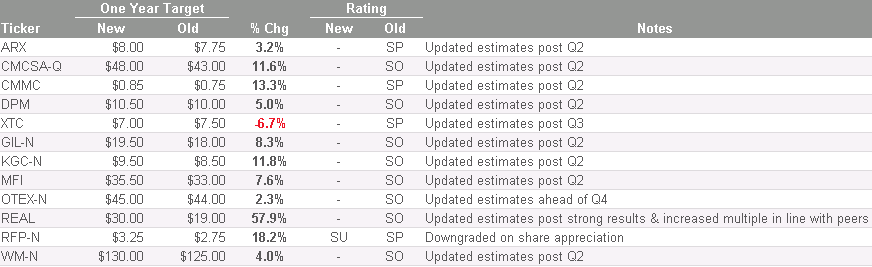 One Year Target Rating
Ticker New Old % Chg New Old Notes
ARX $8.00 $7.75 3.2% - SP Updated estimates post Q2
CMCSA-Q $48.00 $43.00 11.6% - SO Updated estimates post Q2
CMMC $0.85 $0.75 13.3% - SP Updated estimates post Q2
DPM $10.50 $10.00 5.0% - SO Updated estimates post Q2
XTC $7.00 $7.50 -6.7% - SP Updated estimates post Q3
GIL-N $19.50 $18.00 8.3% - SO Updated estimates post Q2
KGC-N $9.50 $8.50 11.8% - SO Updated estimates post Q2
MFI $35.50 $33.00 7.6% - SO Updated estimates post Q2
OTEX-N $45.00 $44.00 2.3% - SO Updated estimates ahead of Q4
REAL $30.00 $19.00 57.9% - SO Updated estimates post strong results & increased multiple in line with peers
RFP-N $3.25 $2.75 18.2% SU SP Downgraded on share appreciation
WM-N $130.00 $125.00 4.0% - SO Updated estimates post Q2